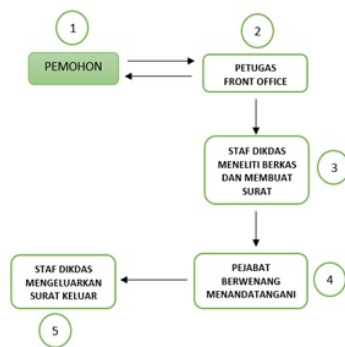 1
PEMOHON
2
PETUGAS
FRONT OFFICE
STAF DIKDAS
MENELITI BERKAS
DAN MEMBUAT
SURAT
3
PEJABAT
BERWENANG
MENANDATANGANI
4
STAF DIKDAS
MENGELUARKAN
SURAT KELUAR
5